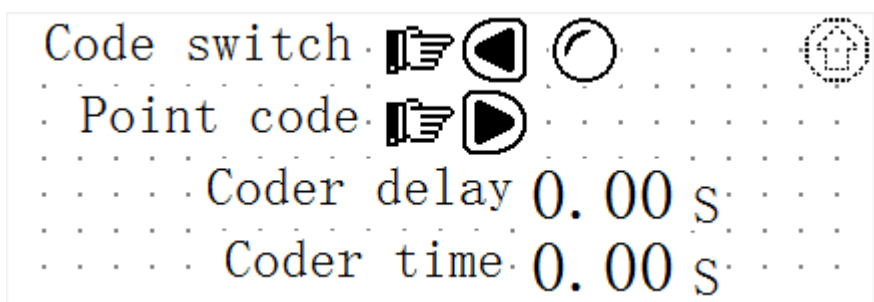 Code switch
Point code
Coder delay 0.00 S
Coder time 0.00 S